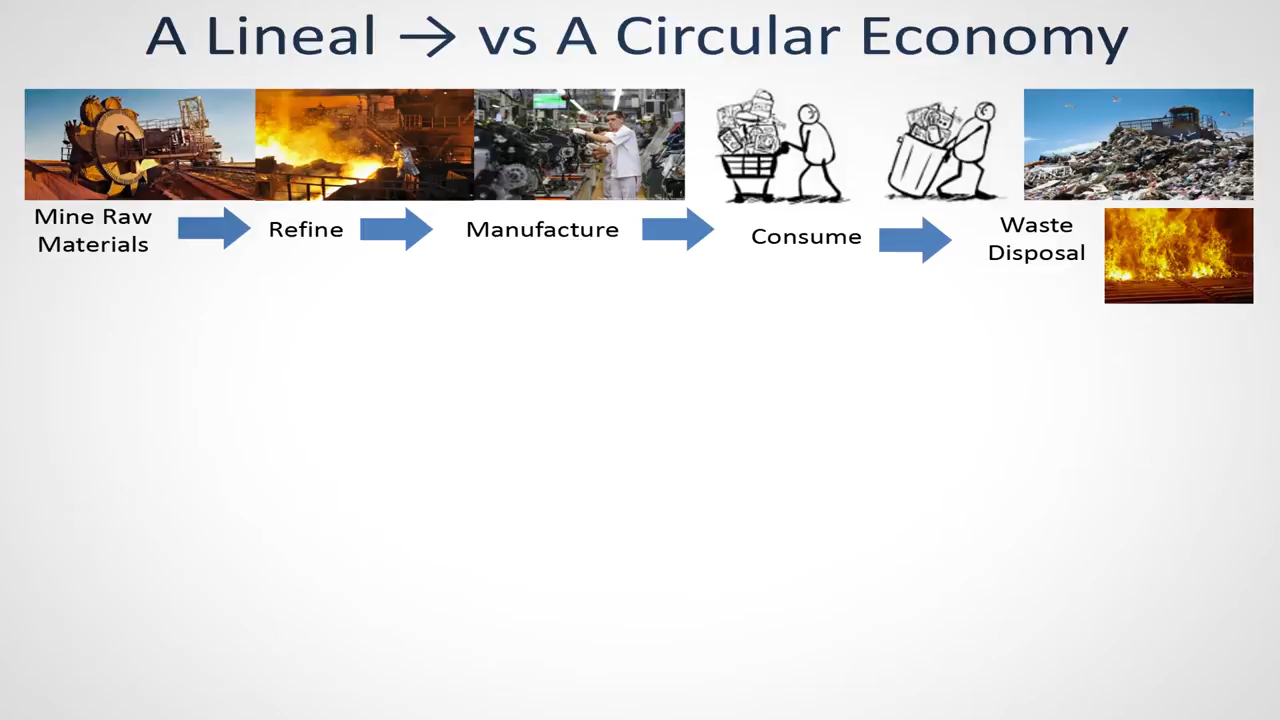 A Lineal → vs A Circular Economy
Mine Raw
Materials
Refine
Manufacture
Consume
Waste
Disposal